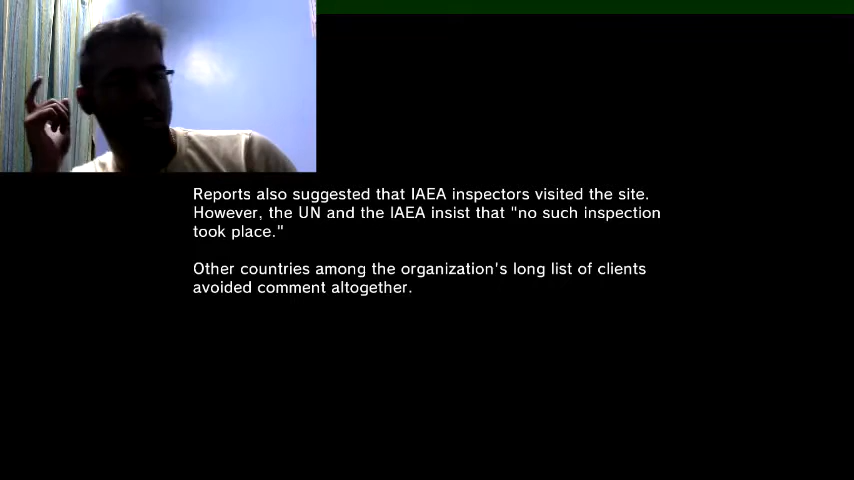 Reports also suggested that IAEA inspectors visited the site.
However, the UN and the IAEA insist that "no such inspection
took place."
Other countries among the organization's long list of clients
avoided comment altogether.